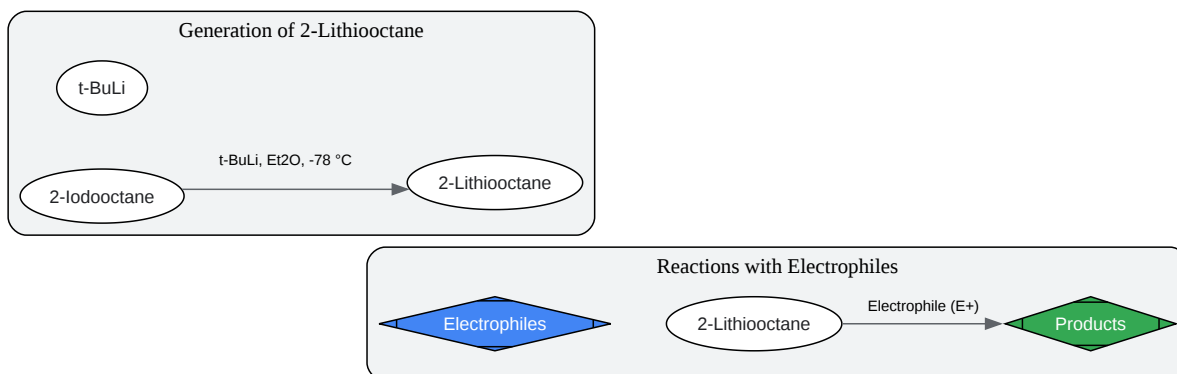 Generation of 2-Lithiooctane
t-BuLi
t-BuLi, Et2O, -78 °C
2-Iodooctane
2-Lithiooctane
Reactions with Electrophiles
Electrophiles
2-Lithiooctane
Electrophile (E+)
Products